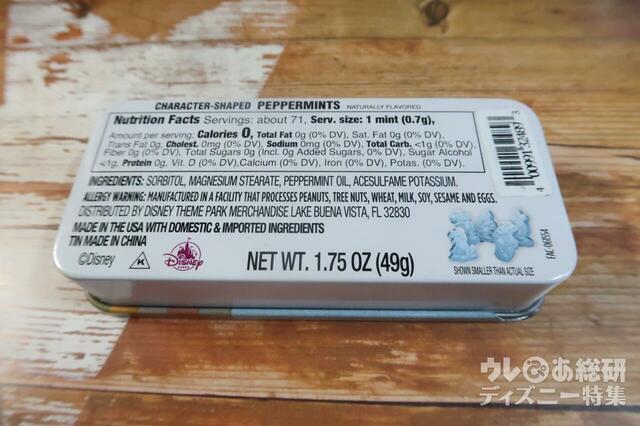 CHARACTER-SHAPED PEPPERMINTS NATURALLY FLAVORED
Nutrition Facts Servings: about 71, Serv. size: 1 mint (0.7g),
Amount per serving: Calories 0, Total Fat 0g (0% DV), Sat. Fat 0g (0% DV),
Trans Fat 0g, Cholest. 0mg (0% DV), Sodium 0mg (0% DV), Total Carb. <1g (0% DV),
Fiber 0g (0% DV), Total Sugars 0g (Incl. 0g Added Sugars, 0% DV), Sugar Alcohol
<1g, Protein 0g, Vit. D (0% DV), Calcium (0% DV), Iron (0% DV), Potas. (0% DV).
INGREDIENTS: SORBITOL, MAGNESIUM STEARATE, PEPPERMINT OIL, ACESULFAME POTASSIUM.
ALLERGY WARNING: MANUFACTURED IN A FACILITY THAT PROCESSES PEANUTS, TREE NUTS, WHEAT, MILK, SOY, SESAME AND EGGS.
DISTRIBUTED BY DISNEY THEME PARK MERCHANDISE LAKE BUENA VISTA, FL 32830
MADE IN THE USA WITH DOMESTIC & IMPORTED INGREDIENTS
TIN MADE IN CHINA
©Disney
K
DISNEY
PARKS
NET WT. 1.75 OZ (49g)
SHOWN SMALLER THAN ACTUAL SIZE
FAC-06654
ウレぴあ総研
ディズニー特集